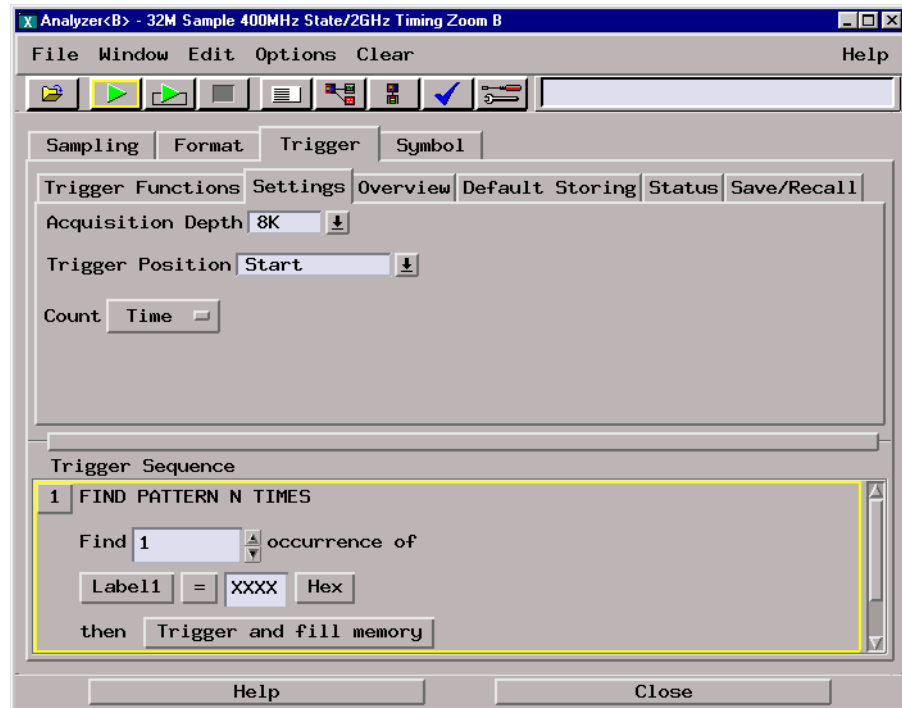 X Analyzer<B> - 32M Sample 400MHz State/2GHz Timing Zoom B
File Window Edit Options Clear Help
Sampling Format Trigger Symbol
Trigger Functions Settings Overview Default Storing Status Save/Recall
Acquisition Depth 8K
Trigger Position Start
Count Time
Trigger Sequence
1 FIND PATTERN N TIMES
Find 1 occurrence of
Label1 = XXXX Hex
then Trigger and fill memory
Help Close